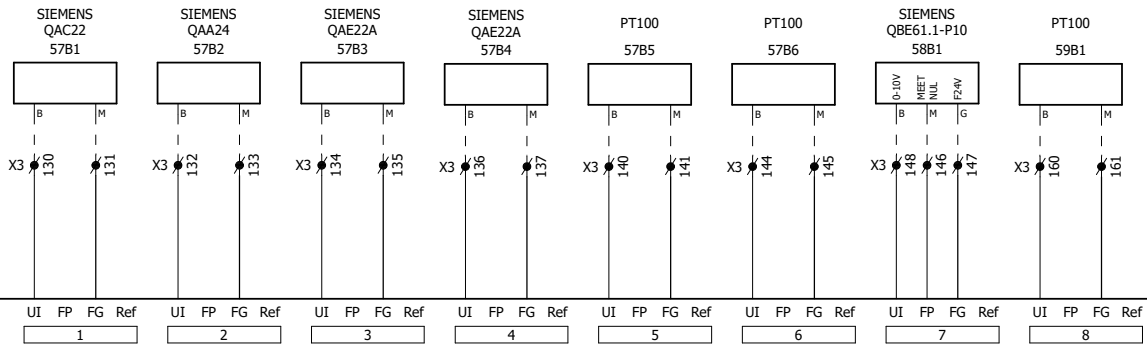 SIEMENS
QAC22
57B1
B M
X3 130 131
SIEMENS
QAA24
57B2
B M
X3 132 133
SIEMENS
QAE22A
57B3
B M
X3 134 135
SIEMENS
QAE22A
57B4
B M
X3 136 137
PT100
57B5
B M
X3 140 141
PT100
57B6
B M
X3 144 145
SIEMENS
QBE61.1-P10
58B1
0-10V
MEET
NUL
F24V
B M G
X3 148 146 147
PT100
59B1
B M
X3 160 161
UI FP FG Ref
1
UI FP FG Ref
2
UI FP FG Ref
3
UI FP FG Ref
4
UI FP FG Ref
5
UI FP FG Ref
6
UI FP FG Ref
7
UI FP FG Ref
8